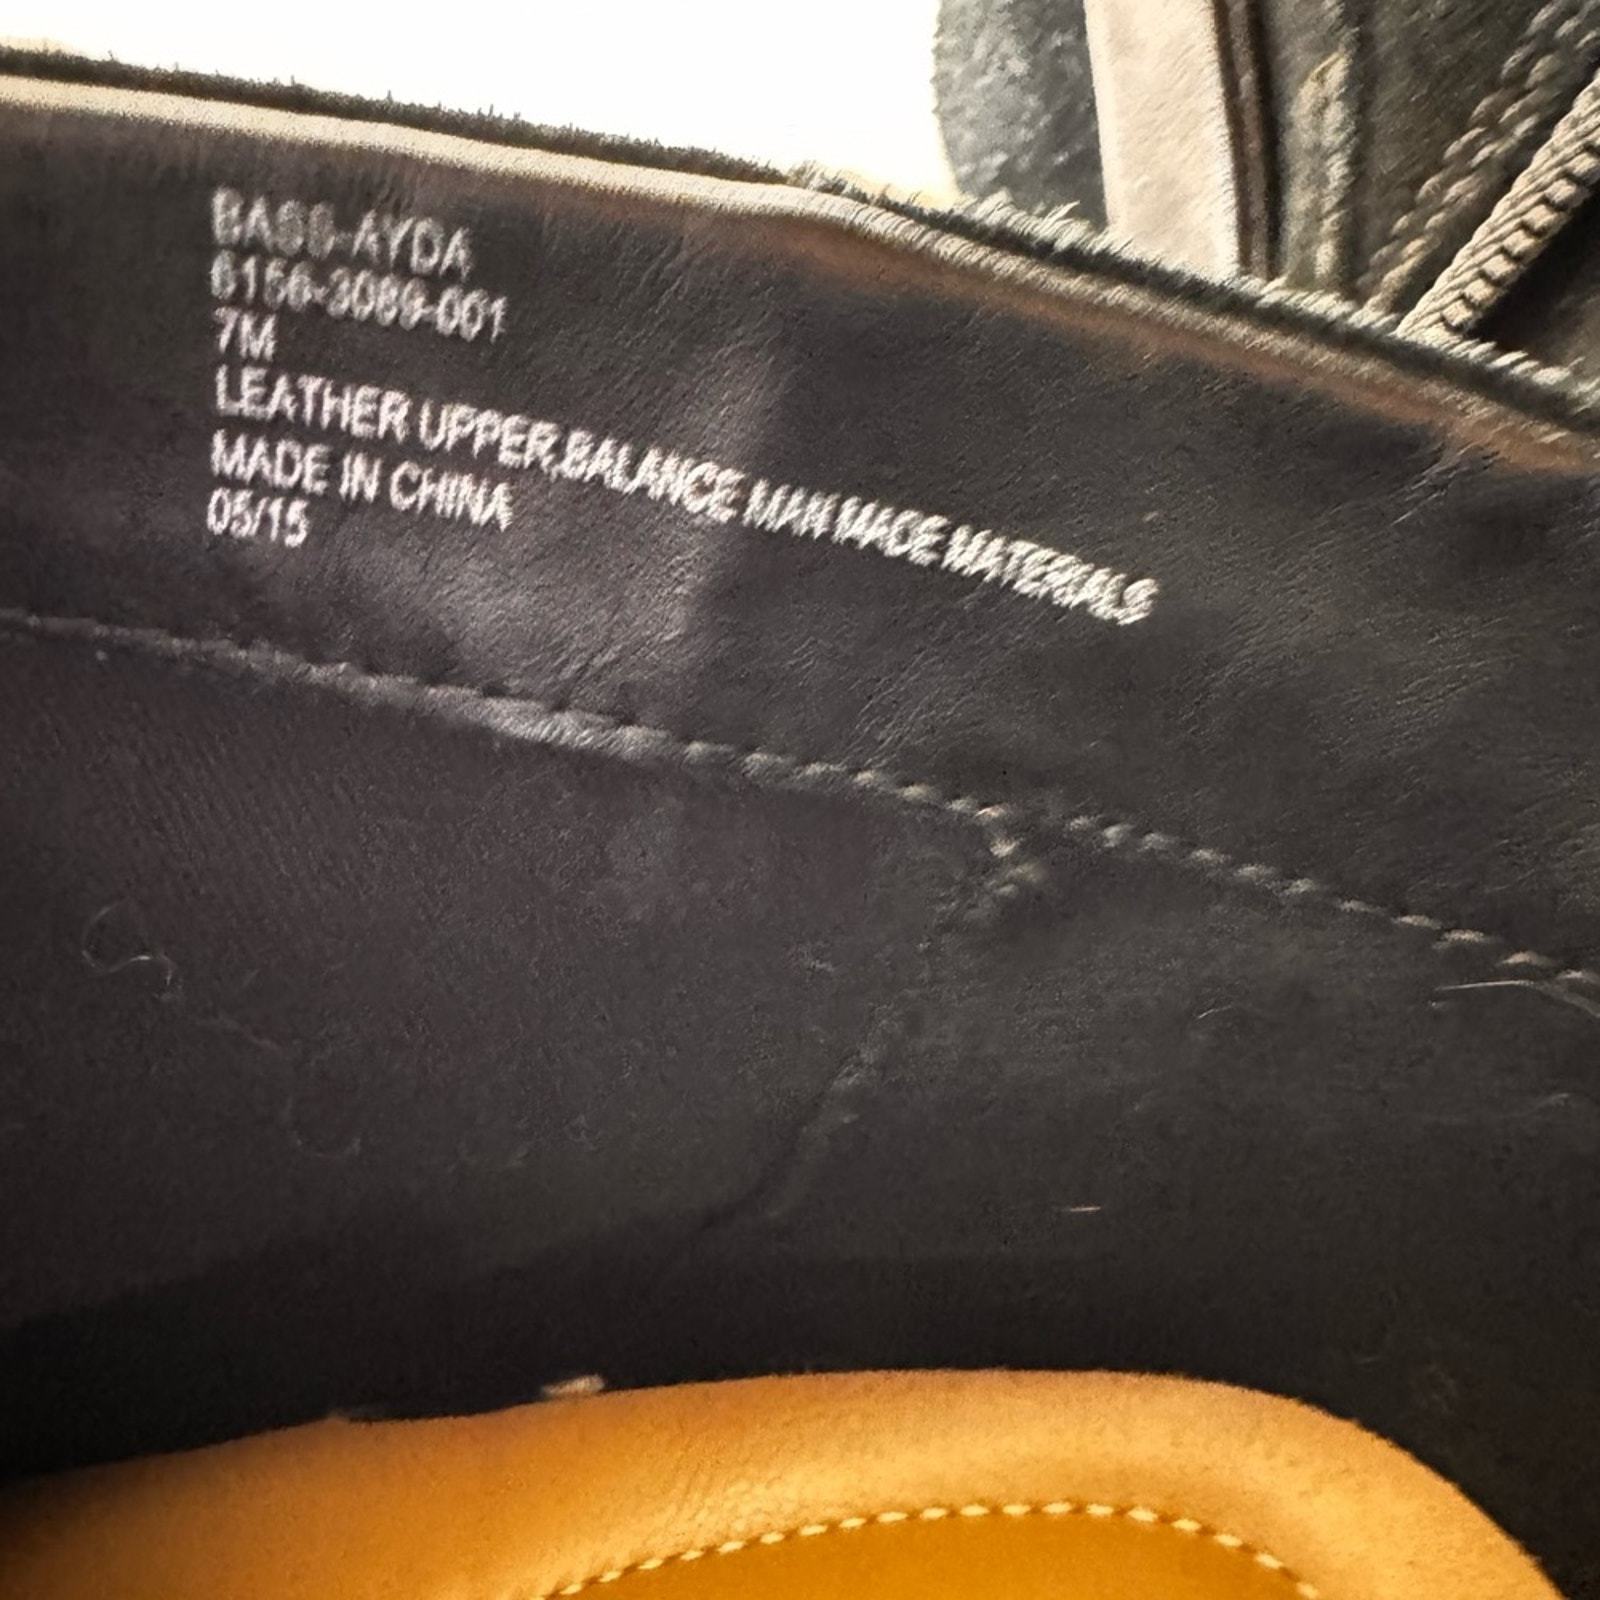 BASS-AYDA
6156-3089-001
7M
LEATHER UPPER,BALANCE MAN MADE MATERIALS
MADE IN CHINA
05/15